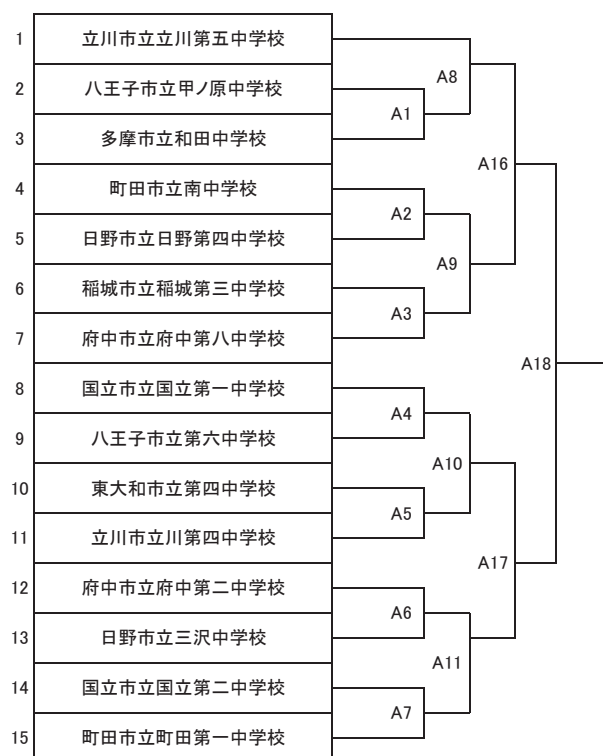 1 立川市立立川第五中学校
2 八王子市立甲ノ原中学校
3 多摩市立和田中学校
4 町田市立南中学校
5 日野市立日野第四中学校
6 稲城市立稲城第三中学校
7 府中市立府中第八中学校
8 国立市立国立第一中学校
9 八王子市立第六中学校
10 東大和市立第四中学校
11 立川市立川第四中学校
12 府中市立府中第二中学校
13 日野市立三沢中学校
14 国立市立国立第二中学校
15 町田市立町田第一中学校
A1
A2
A3
A4
A5
A6
A7
A8
A9
A10
A11
A16
A17
A18